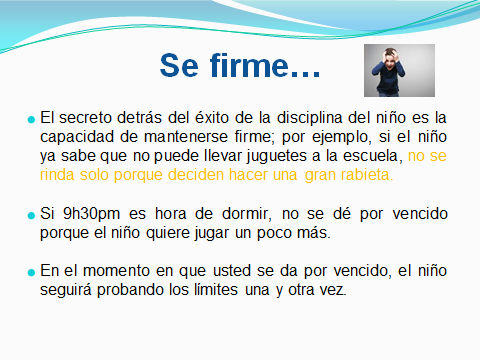 Se firme…
El secreto detrás del éxito de la disciplina del niño es la
capacidad de mantenerse firme; por ejemplo, si el niño
ya sabe que no puede llevar juguetes a la escuela, no se
rinda solo porque deciden hacer una gran rabieta.
Si 9h30pm es hora de dormir, no se dé por vencido
porque el niño quiere jugar un poco más.
En el momento en que usted se da por vencido, el niño
seguirá probando los límites una y otra vez.